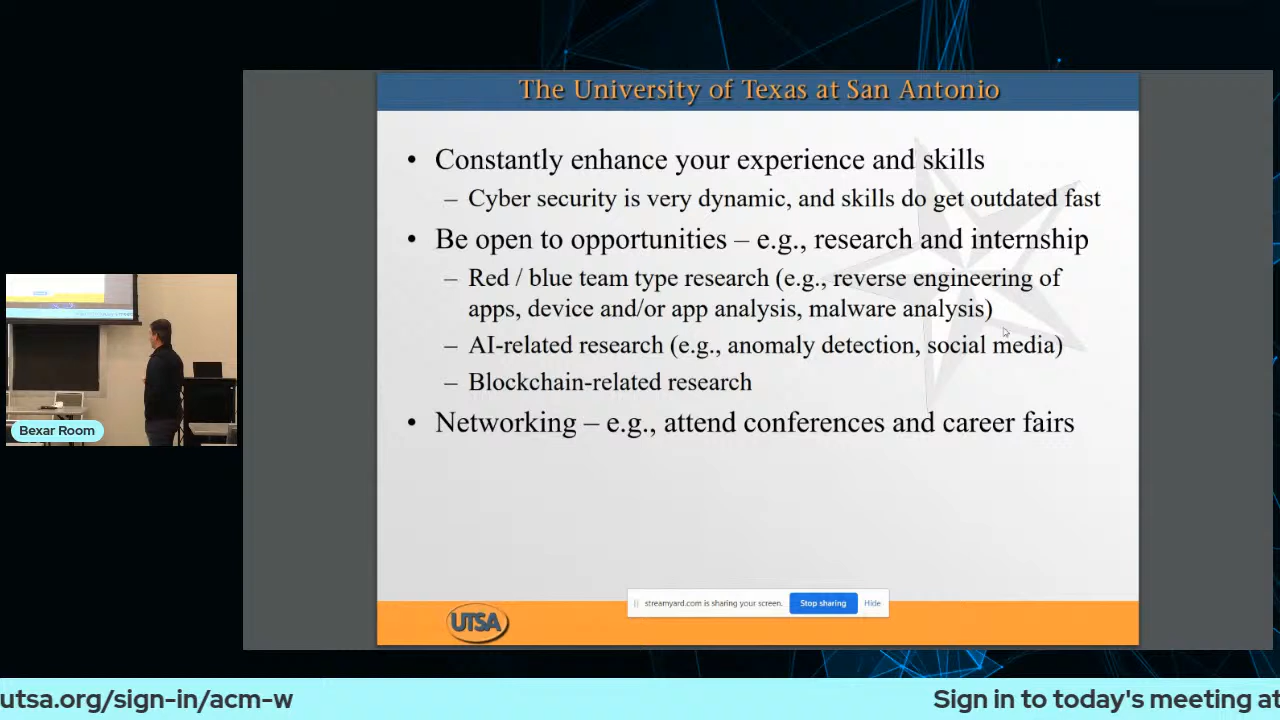 The University of Texas at San Antonio
• Constantly enhance your experience and skills
– Cyber security is very dynamic, and skills do get outdated fast
• Be open to opportunities – e.g., research and internship
– Red / blue team type research (e.g., reverse engineering of
apps, device and/or app analysis, malware analysis)
– AI-related research (e.g., anomaly detection, social media)
– Blockchain-related research
• Networking – e.g., attend conferences and career fairs
Bexar Room
streamyard.com is sharing your screen. Stop sharing Hide
UTSA
utsa.org/sign-in/acm-w Sign in to today's meeting at